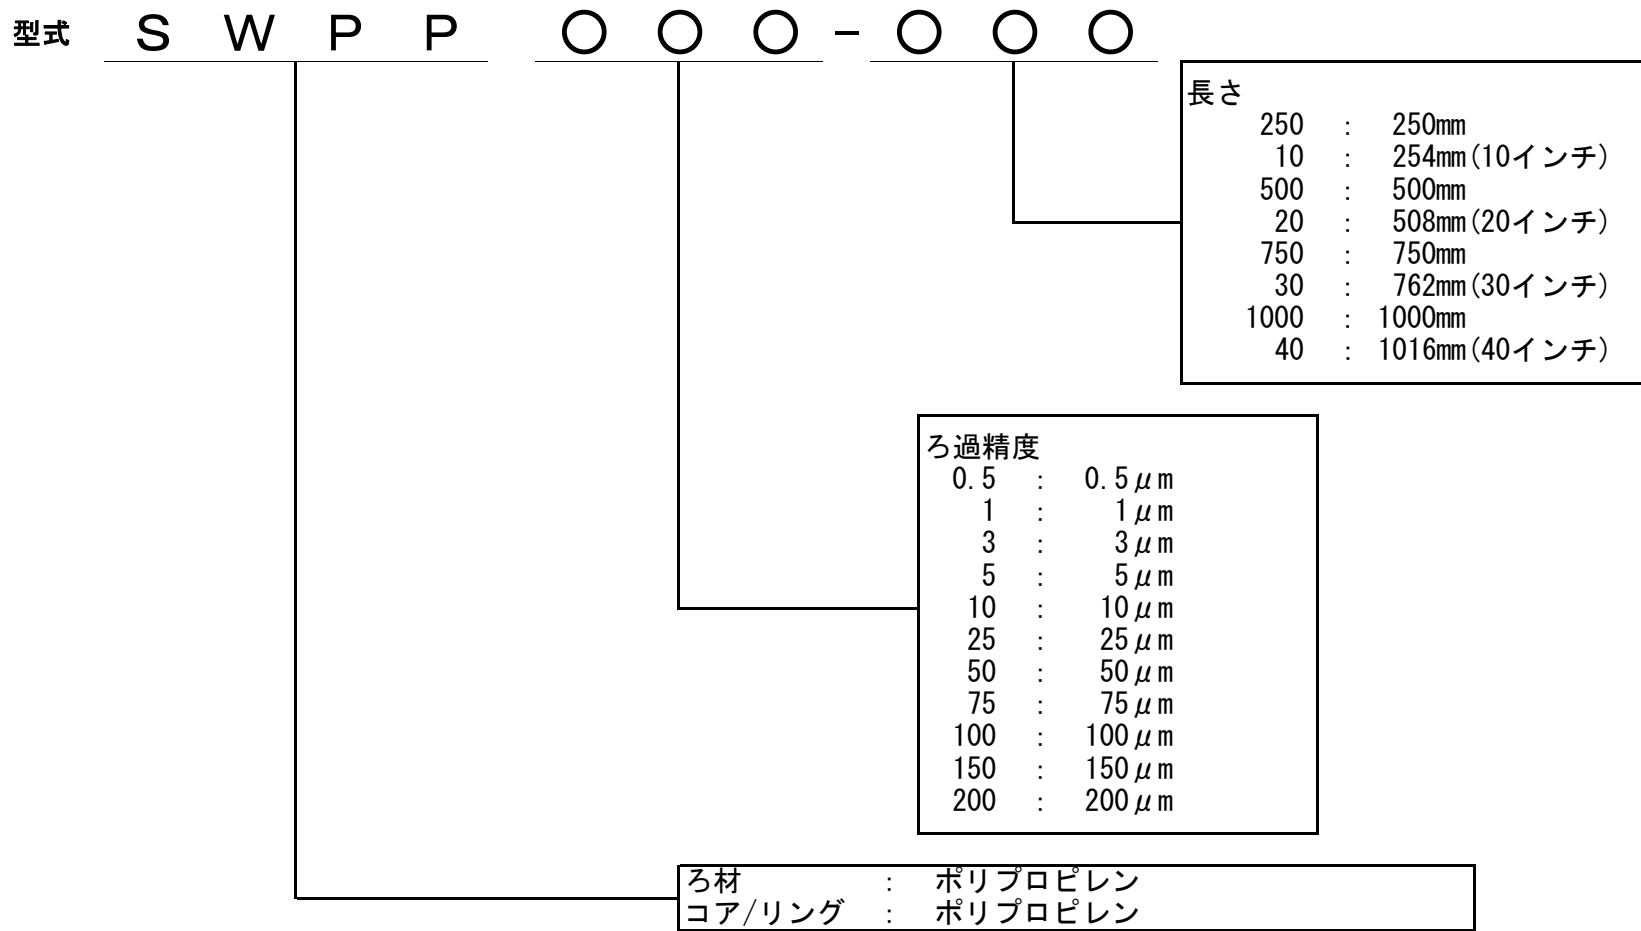 型式 S W P P ○ ○ ○ - ○ ○ ○
長さ
250 : 250mm
10 : 254mm(10インチ)
500 : 500mm
20 : 508mm(20インチ)
750 : 750mm
30 : 762mm(30インチ)
1000 : 1000mm
40 : 1016mm(40インチ)
ろ過精度
0.5 : 0.5μm
1 : 1μm
3 : 3μm
5 : 5μm
10 : 10μm
25 : 25μm
50 : 50μm
75 : 75μm
100 : 100μm
150 : 150μm
200 : 200μm
ろ材 : ポリプロピレン
コア/リング : ポリプロピレン